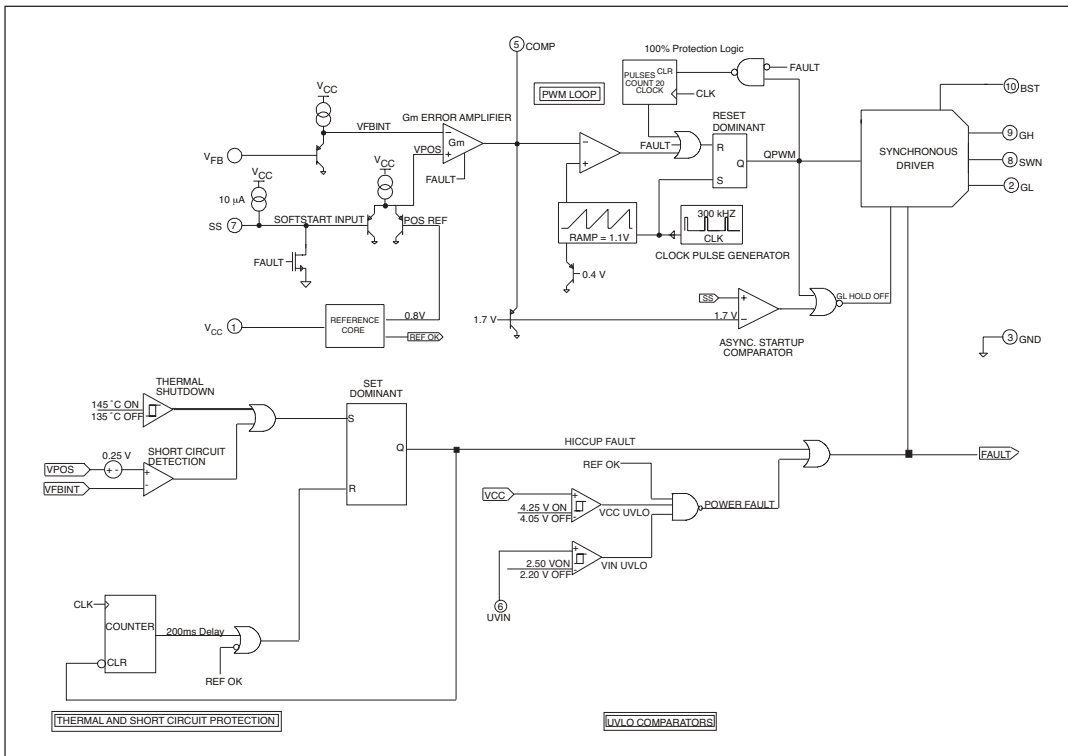 5 COMP
100% Protection Logic
VCC
PULSES CLR
COUNT 20
CLOCK
FAULT
CLK
PWM LOOP
10 BST
VFBINT
Gm ERROR AMPLIFIER
RESET
DOMINANT
VFB
VPOS
Gm
−
+
FAULT
−
+
FAULT
R
Q
S
QPWM
SYNCHRONOUS
DRIVER
9 GH
8 SWN
2 GL
VCC
10 µA
VCC
SS 7
SOFTSTART INPUT
POS REF
RAMP = 1.1V
300 kHZ
CLK
CLOCK PULSE GENERATOR
FAULT
0.4 V
VCC 1
REFERENCE
CORE
0.8V
REF OK
1.7 V
SS
+
−
1.7 V
GL HOLD OFF
ASYNC. STARTUP
COMPARATOR
3 GND
THERMAL
SHUTDOWN
145˚C ON
135˚C OFF
SET
DOMINANT
S
Q
R
0.25 V
VPOS
+ -
VFBINT
+
-
SHORT CIRCUIT
DETECTION
HICCUP FAULT
FAULT
REF OK
VCC
+
-
4.25 V ON
4.05 V OFF
VCC UVLO
POWER FAULT
+
-
2.50 VON
2.20 V OFF
VIN UVLO
6
UVIN
CLK
COUNTER
CLR
200ms Delay
REF OK
THERMAL AND SHORT CIRCUIT PROTECTION
UVLO COMPARATORS